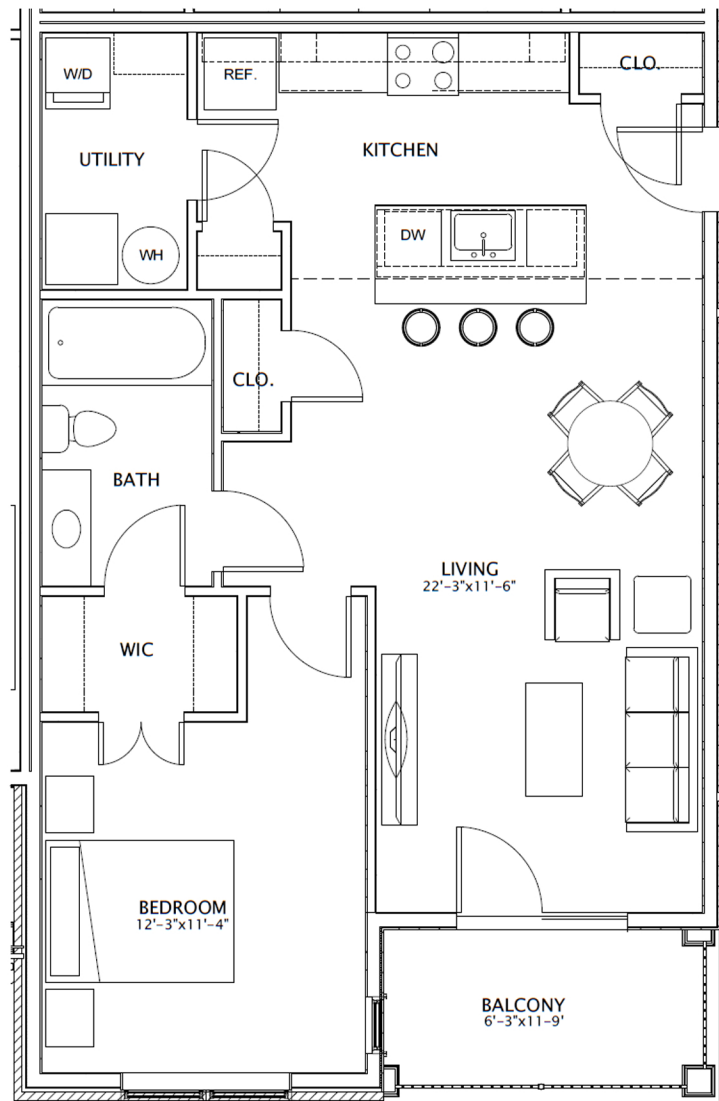 W/D
REF.
CLO.
UTILITY
KITCHEN
DW
WH
CLO.
BATH
LIVING
22'-3"x11'-6"
WIC
BEDROOM
12'-3"x11'-4"
BALCONY
6'-3"x11-9'